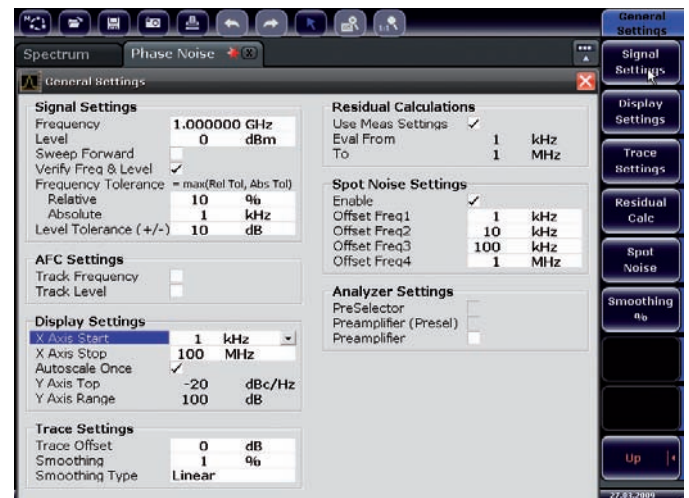 General
Settings
Spectrum
Phase Noise
General Settings
Signal Settings
Frequency 1.000000 GHz
Level 0 dBm
Sweep Forward
Verify Freq & Level
Frequency Tolerance = max(Rel Tol, Abs Tol)
Relative 10 %
Absolute 1 kHz
Level Tolerance (+/-) 10 dB
AFC Settings
Track Frequency
Track Level
Display Settings
X Axis Start 1 kHz
X Axis Stop 100 MHz
Autoscale Once
Y Axis Top -20 dBc/Hz
Y Axis Range 100 dB
Trace Settings
Trace Offset 0 dB
Smoothing 1 %
Smoothing Type Linear
Residual Calculations
Use Meas Settings
Eval From 1 kHz
To 1 MHz
Spot Noise Settings
Enable
Offset Freq1 1 kHz
Offset Freq2 10 kHz
Offset Freq3 100 kHz
Offset Freq4 1 MHz
Analyzer Settings
PreSelector
Preamplifier (Presel)
Preamplifier
Signal
Settings
Display
Settings
Trace
Settings
Residual
Calc
Spot
Noise
Smoothing
%
Up
27.03.2009